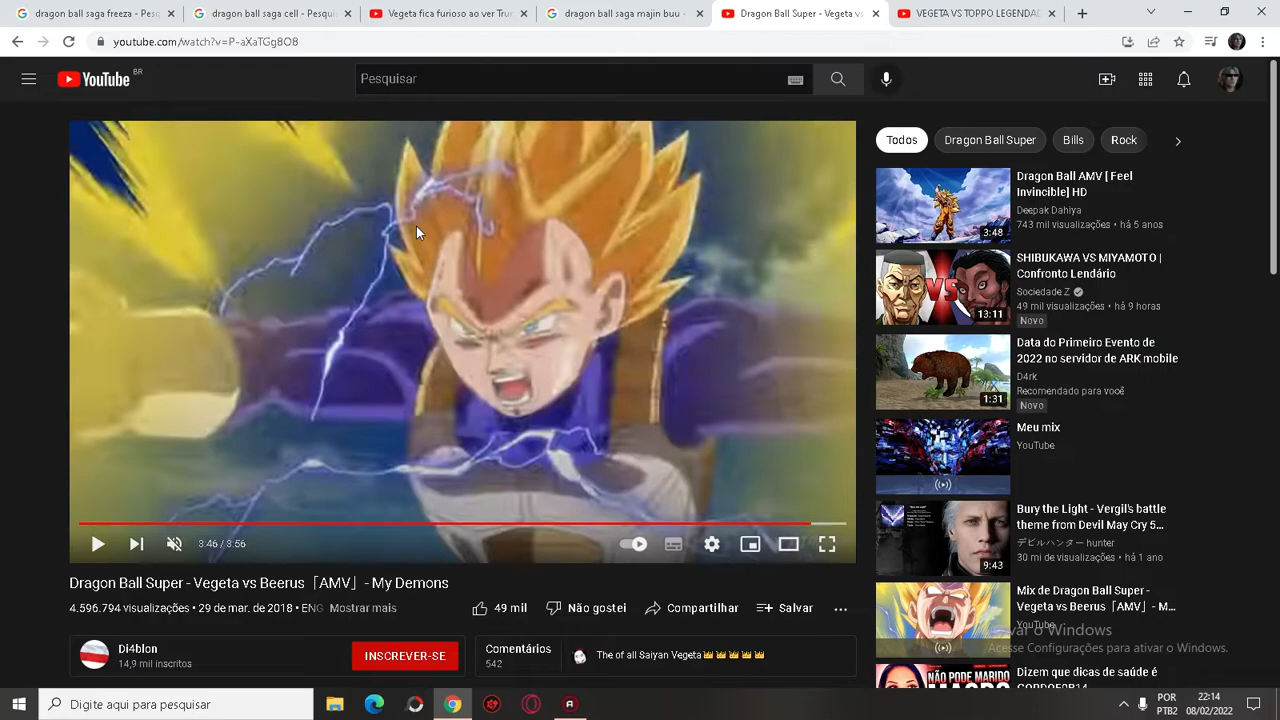 dragon ball saga freeza - Pesqu
dragon ball saga cell - Pesqui
Vegeta fica furioso ao ver Trun
dragon ball saga majin buu -
Dragon Ball Super - Vegeta vs
VEGETA VS TOPPO LEGENDAD
youtube.com/watch?v=P-aXaTGg8O8
YouTube BR
Pesquisar
Todos
Dragon Ball Super
Bills
Rock
Dragon Ball AMV [ Feel
Invincible] HD
Deepak Dahiya
743 mil visualizações • há 5 anos
3:48
SHIBUKAWA VS MIYAMOTO |
Confronto Lendário
Sociedade Z
49 mil visualizações • há 9 horas
Novo
VS
13:11
Data do Primeiro Evento de
2022 no servidor de ARK mobile
D4rk
Recomendado para você
Novo
1:31
Meu mix
YouTube
Bury the Light - Vergil's battle
theme from Devil May Cry 5...
デビルハンター hunter
30 mi de visualizações • há 1 ano
9:43
Mix de Dragon Ball Super -
Vegeta vs Beerus「AMV」- M...
YouTube
Dizem que dicas de saúde é
NÃO PODE MARIDO
3:46 / 3:56
Dragon Ball Super - Vegeta vs Beerus「AMV」- My Demons
4.596.794 visualizações • 29 de mar. de 2018 • ENG Mostrar mais
49 mil
Não gostei
Compartilhar
Salvar
Di4blon
14,9 mil inscritos
INSCREVER-SE
Comentários
542
The of all Saiyan Vegeta👑👑👑👑👑
var o Windows
Acesse Configurações para ativar o Windows.
Digite aqui para pesquisar
POR
PTB2
22:14
08/02/2022